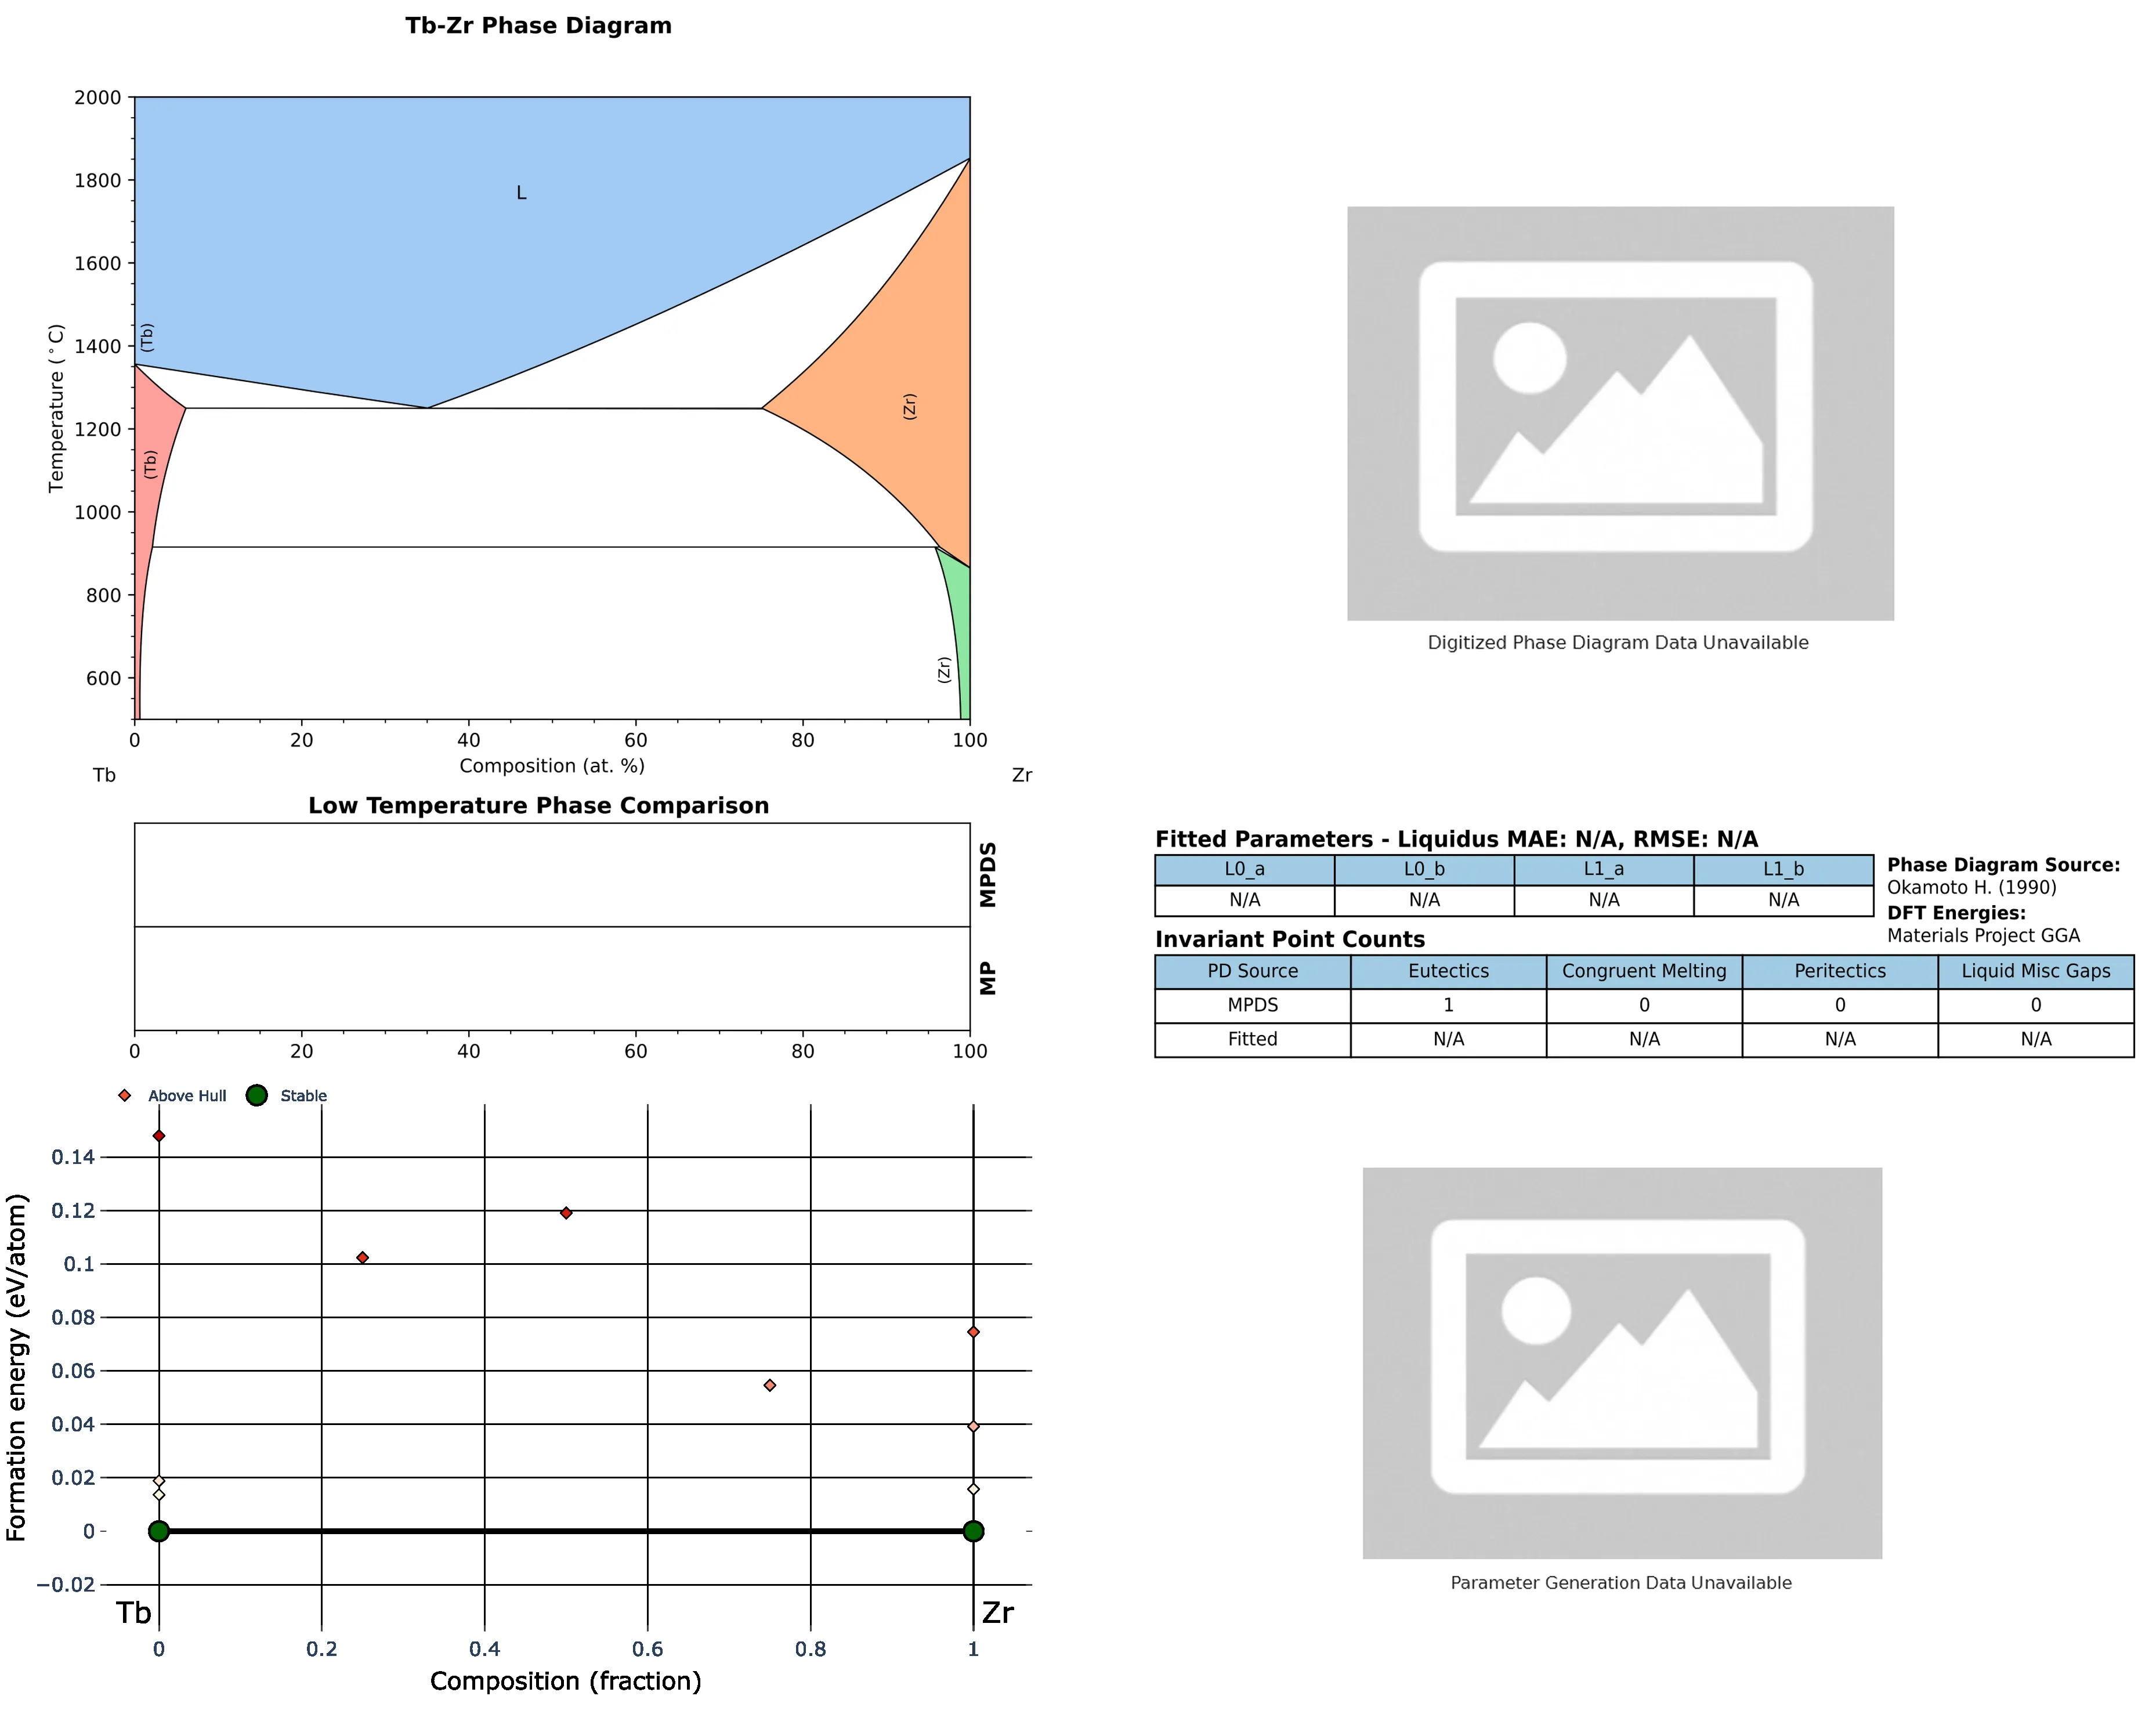 Tb-Zr Phase Diagram
2000
1800
1600
1400
1200
1000
800
600
Temperature (°C)
L
(Tb)
(Tb)
(Zr)
(Zr)
0 20 40 60 80 100
Composition (at. %)
Tb Zr
Digitized Phase Diagram Data Unavailable
Low Temperature Phase Comparison
MPDS
MP
0 20 40 60 80 100
Fitted Parameters - Liquidus MAE: N/A, RMSE: N/A
L0_a L0_b L1_a L1_b
N/A N/A N/A N/A
Phase Diagram Source:
Okamoto H. (1990)
DFT Energies:
Materials Project GGA
Invariant Point Counts
PD Source Eutectics Congruent Melting Peritectics Liquid Misc Gaps
MPDS 1 0 0 0
Fitted N/A N/A N/A N/A
Above Hull Stable
0.14
0.12
0.1
0.08
0.06
0.04
0.02
0
−0.02
Formation energy (eV/atom)
Tb Zr
0 0.2 0.4 0.6 0.8 1
Composition (fraction)
Parameter Generation Data Unavailable